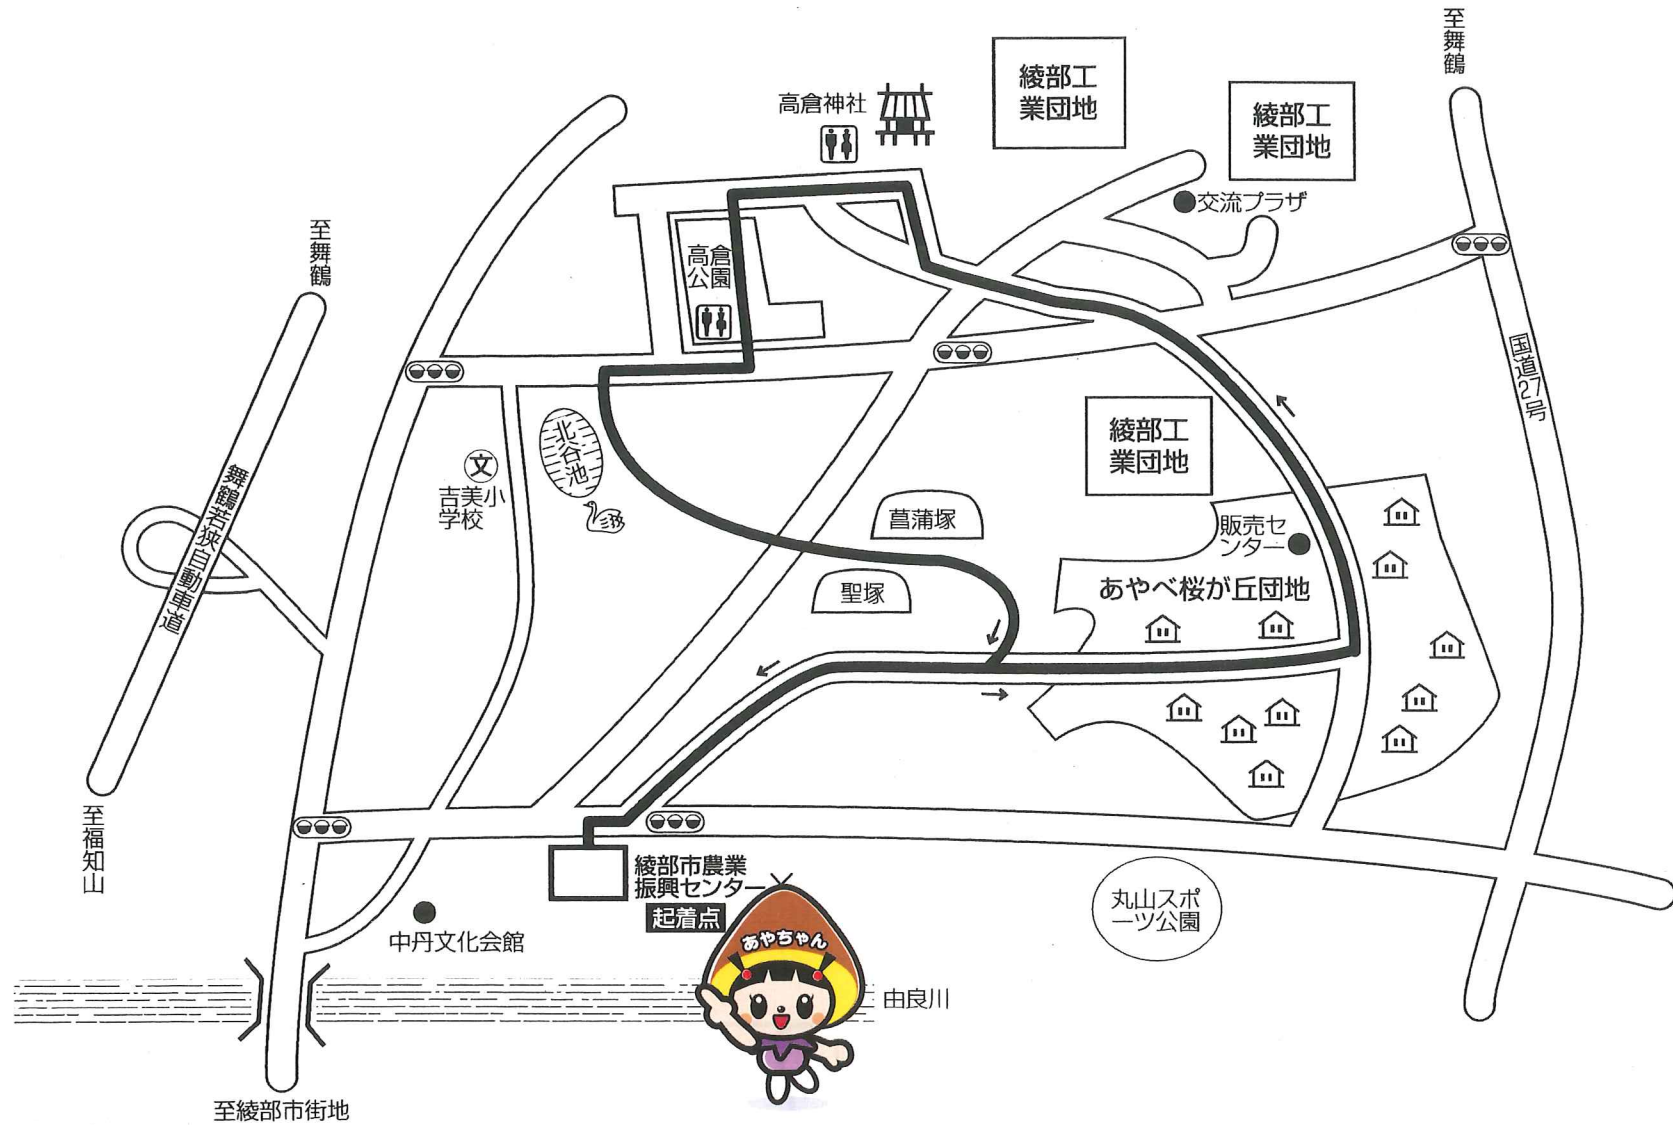 至舞鶴
綾部工
業団地
高倉神社
綾部工
業団地
交流プラザ
至舞鶴
高倉
公園
国道27号
綾部工
業団地
北谷池
文
吉美小
学校
舞鶴若狭自動車道
菖蒲塚
販売セ
ンター
あやべ桜が丘団地
聖塚
至福知山
綾部市農業
振興センター
起着点
丸山スポ
ーツ公園
中丹文化会館
あやちゃん
由良川
至綾部市街地